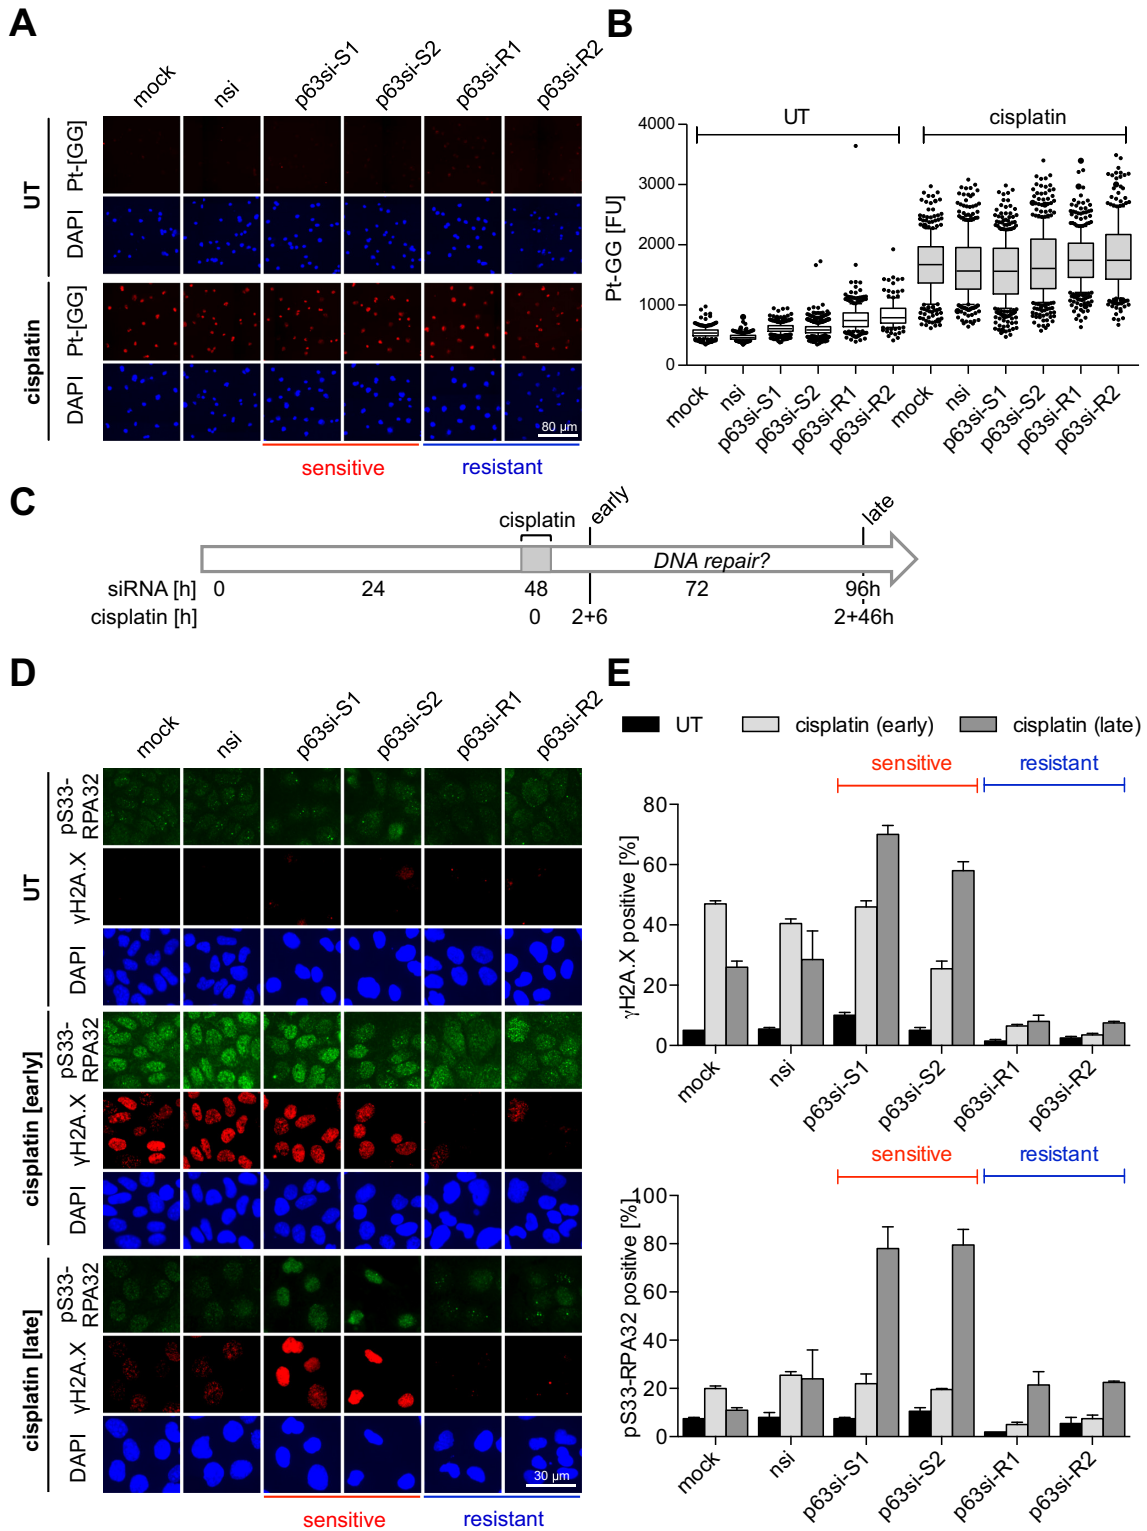 A
mock
nsi
p63si-S1
p63si-S2
p63si-R1
p63si-R2
UT
Pt-[GG]
DAPI
cisplatin
Pt-[GG]
DAPI
80 µm
sensitive
resistant
B
UT
cisplatin
Pt-GG [FU]
4000
3000
2000
1000
0
mock
nsi
p63si-S1
p63si-S2
p63si-R1
p63si-R2
mock
nsi
p63si-S1
p63si-S2
p63si-R1
p63si-R2
C
cisplatin
early
late
DNA repair?
siRNA [h] 0 24 48 72 96h
cisplatin [h] 0 2+6 2+46h
D
mock
nsi
p63si-S1
p63si-S2
p63si-R1
p63si-R2
UT
pS33-
RPA32
γH2A.X
DAPI
cisplatin [early]
pS33-
RPA32
γH2A.X
DAPI
cisplatin [late]
pS33-
RPA32
γH2A.X
DAPI
30 µm
sensitive
resistant
E
UT
cisplatin (early)
cisplatin (late)
sensitive
resistant
γH2A.X positive [%]
80
60
40
20
0
mock
nsi
p63si-S1
p63si-S2
p63si-R1
p63si-R2
sensitive
resistant
pS33-RPA32 positive [%]
100
80
60
40
20
0
mock
nsi
p63si-S1
p63si-S2
p63si-R1
p63si-R2